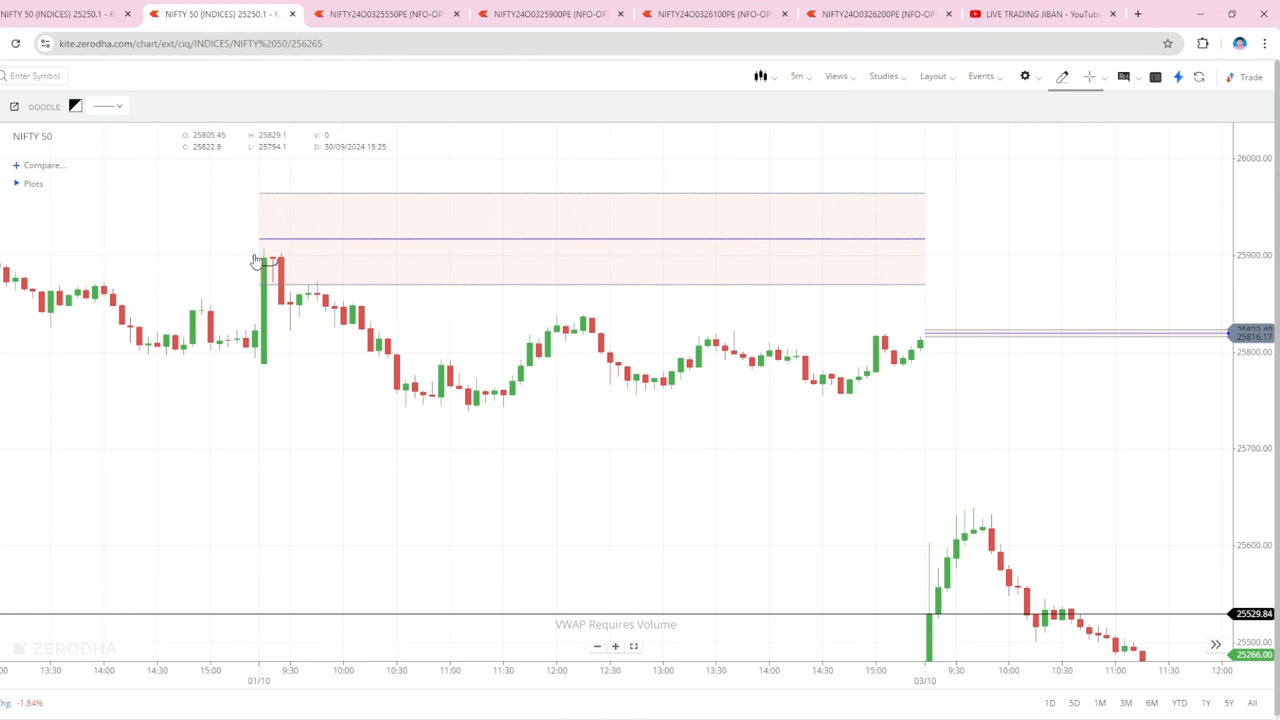 NIFTY 50 (INDICES) 25250.1 - K
NIFTY 50 (INDICES) 25250.1 - K
NIFTY24O0325550PE (NFO-OPT
NIFTY24O0325900PE (NFO-OPT
NIFTY24O0326100PE (NFO-OPT
NIFTY24O0326200PE (NFO-OPT
LIVE TRADING JIBAN - YouTube
kite.zerodha.com/chart/ext/ciq/INDICES/NIFTY%2050/256265
Enter Symbol
5m
Views
Studies
Layout
Events
Trade
DOODLE:
NIFTY 50
O: 25805.45 H: 25829.1 V: 0
C: 25822.8 L: 25794.1 D: 30/09/2024 15:25
+ Compare...
Plots
26000.00
25900.00
25816.17
25800.00
25700.00
25600.00
25529.84
25500.00
25266.00
VWAP Requires Volume
ZERODHA
:00 13:30 14:00 14:30 15:00 9:30 10:00 10:30 11:00 11:30 12:00 12:30 13:00 13:30 14:00 14:30 15:00 9:30 10:00 10:30 11:00 11:30 12:00
01/10 03/10
Chg. -1.84%
1D 5D 1M 3M 6M YTD 1Y 5Y All